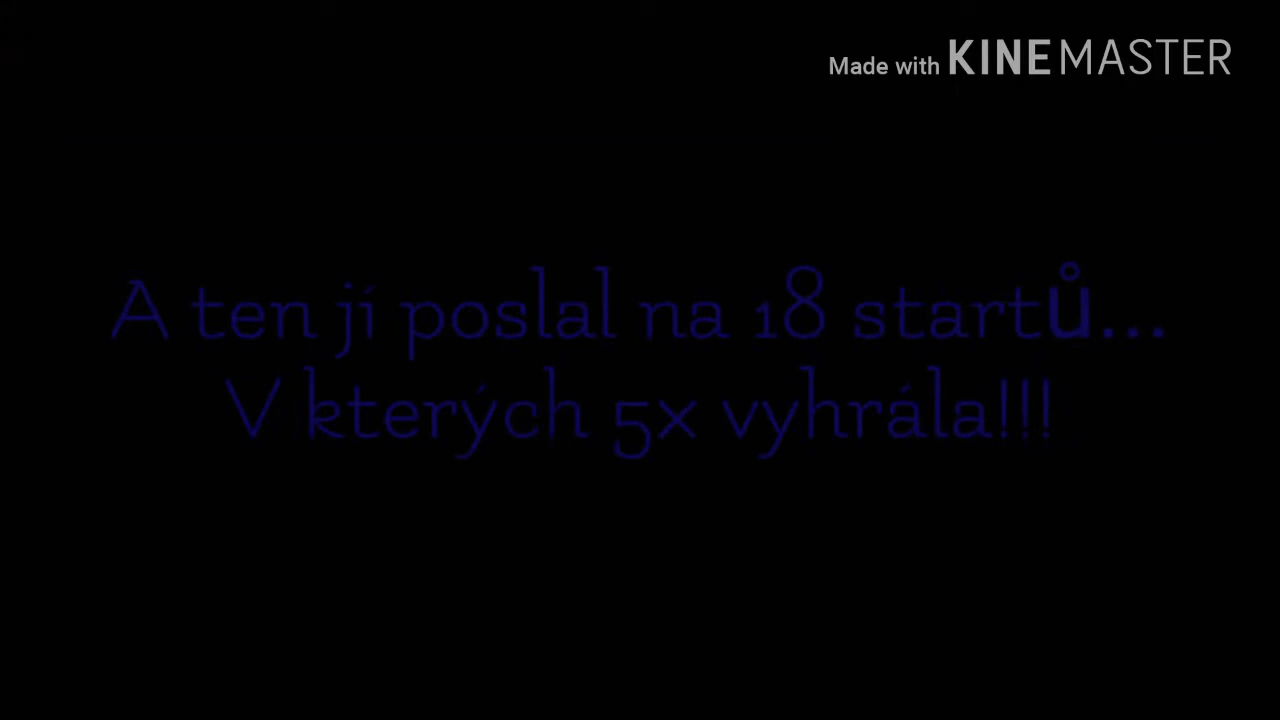 Made with KINEMASTER
A ten jí poslal na 18 startů...
V kterých 5x vyhrála!!!